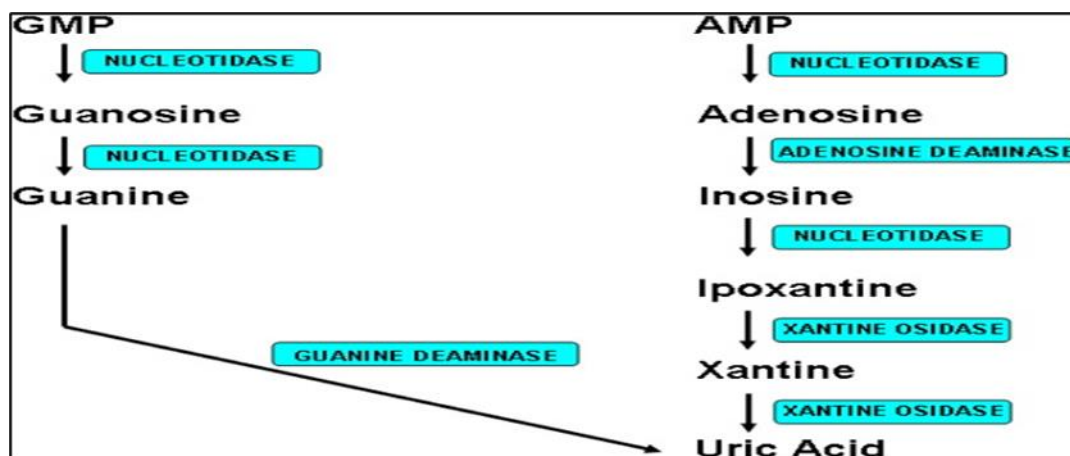 GMP
NUCLEOTIDASE
Guanosine
NUCLEOTIDASE
Guanine
GUANINE DEAMINASE
AMP
NUCLEOTIDASE
Adenosine
ADENOSINE DEAMINASE
Inosine
NUCLEOTIDASE
Ipoxantine
XANTINE OSIDASE
Xantine
XANTINE OSIDASE
Uric Acid